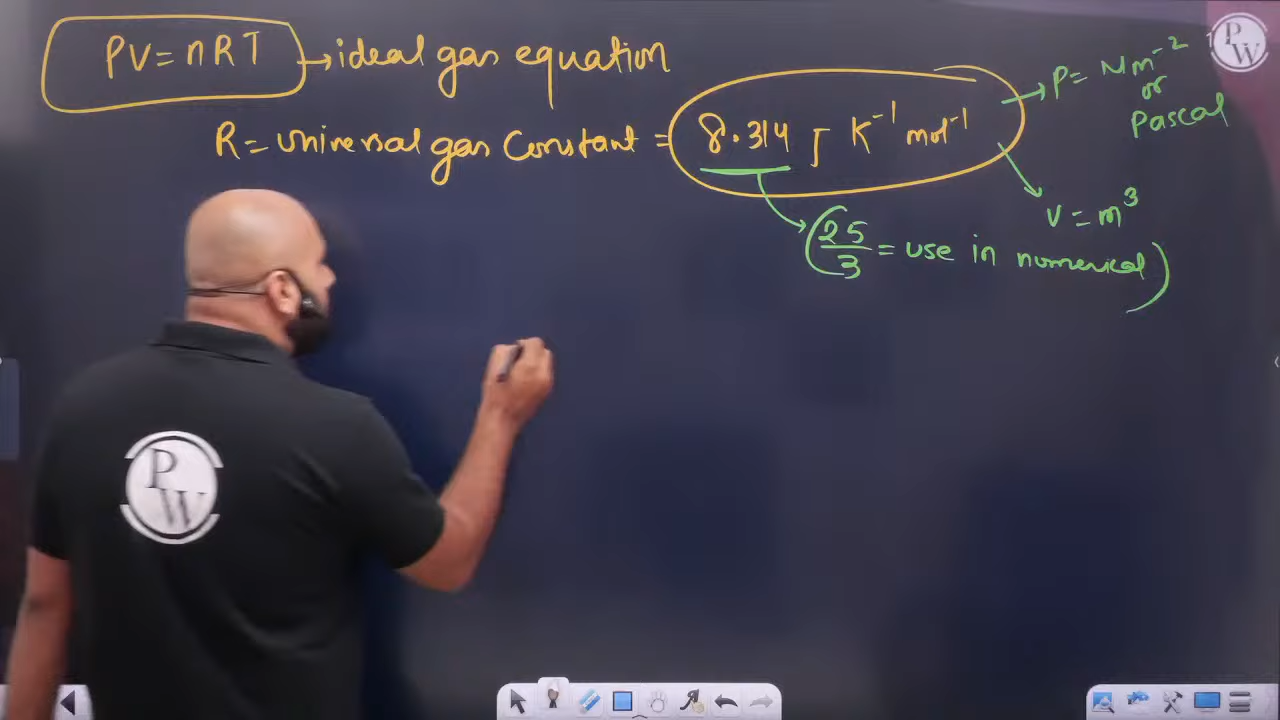 PV = nRT → ideal gas equation
R = universal gas Constant = 8.314 J K⁻¹ mol⁻¹
→ P = Nm⁻²
or
Pascal
V = m³
(25/3 = use in numerical)
PW
PW